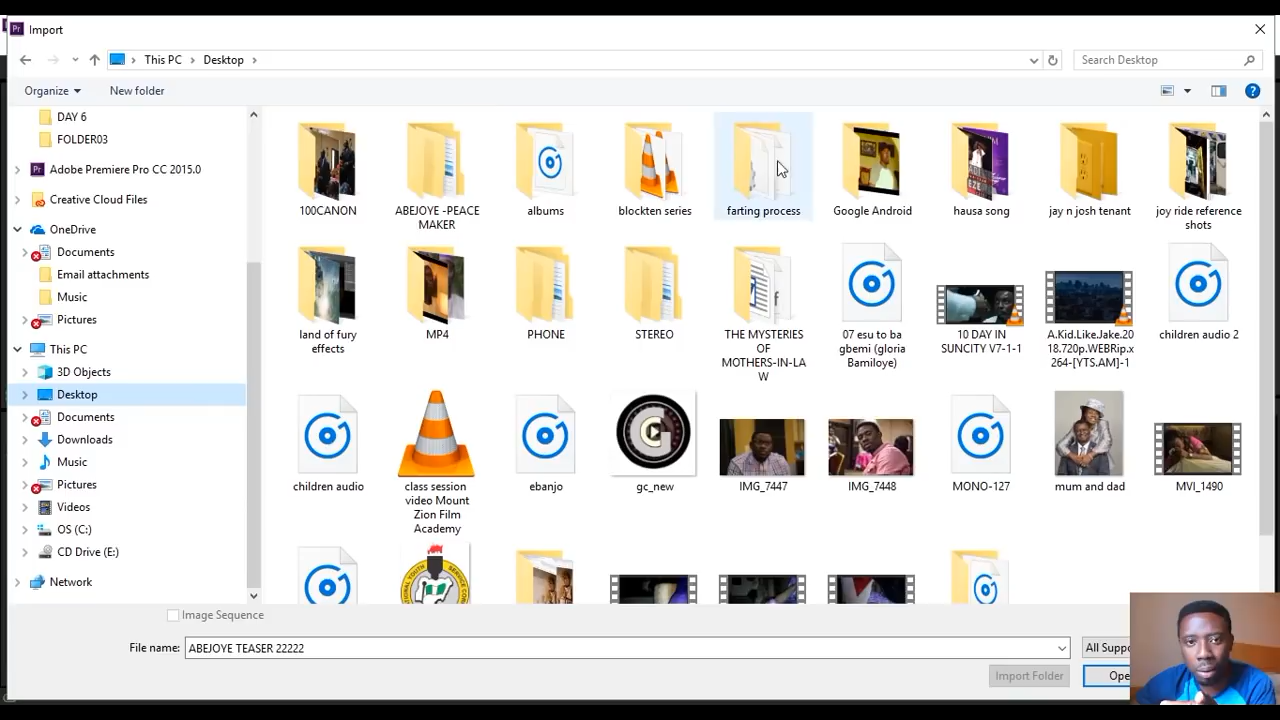 Import
This PC
Desktop
Search Desktop
Organize
New folder
DAY 6
FOLDER03
Adobe Premiere Pro CC 2015.0
Creative Cloud Files
OneDrive
Documents
Email attachments
Music
Pictures
This PC
3D Objects
Desktop
Documents
Downloads
Music
Pictures
Videos
OS (C:)
CD Drive (E:)
Network
100CANON
ABEJOYE -PEACE
MAKER
albums
blockten series
farting process
Google Android
hausa song
jay n josh tenant
joy ride reference
shots
land of fury
effects
MP4
PHONE
STEREO
THE MYSTERIES
OF
MOTHERS-IN-LA
W
07 esu to ba
gbemi (gloria
Bamiloye)
10 DAY IN
SUNCITY V7-1-1
A.Kid.Like.Jake.20
18.720p.WEBRip.x
264-[YTS.AM]-1
children audio 2
children audio
class session
video Mount
Zion Film
Academy
ebanjo
gc_new
IMG_7447
IMG_7448
MONO-127
mum and dad
MVI_1490
Image Sequence
File name:
ABEJOYE TEASER 22222
All Suppo
Import Folder
Ope